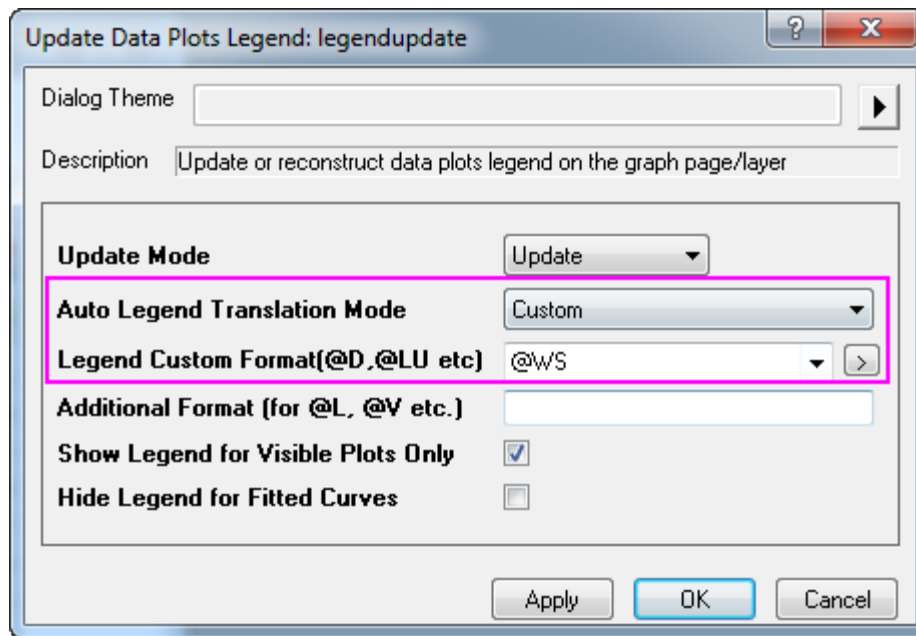 Update Data Plots Legend: legendupdate
?
X
Dialog Theme
Description Update or reconstruct data plots legend on the graph page/layer
Update Mode Update
Auto Legend Translation Mode Custom
Legend Custom Format(@D,@LU etc) @WS >
Additional Format (for @L, @V etc.)
Show Legend for Visible Plots Only
Hide Legend for Fitted Curves
Apply OK Cancel